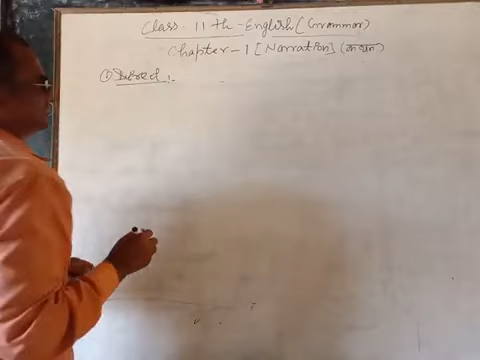 Class-11th-English(Grammar)
Chapter-1[Narration](कथन)
① Direct :-